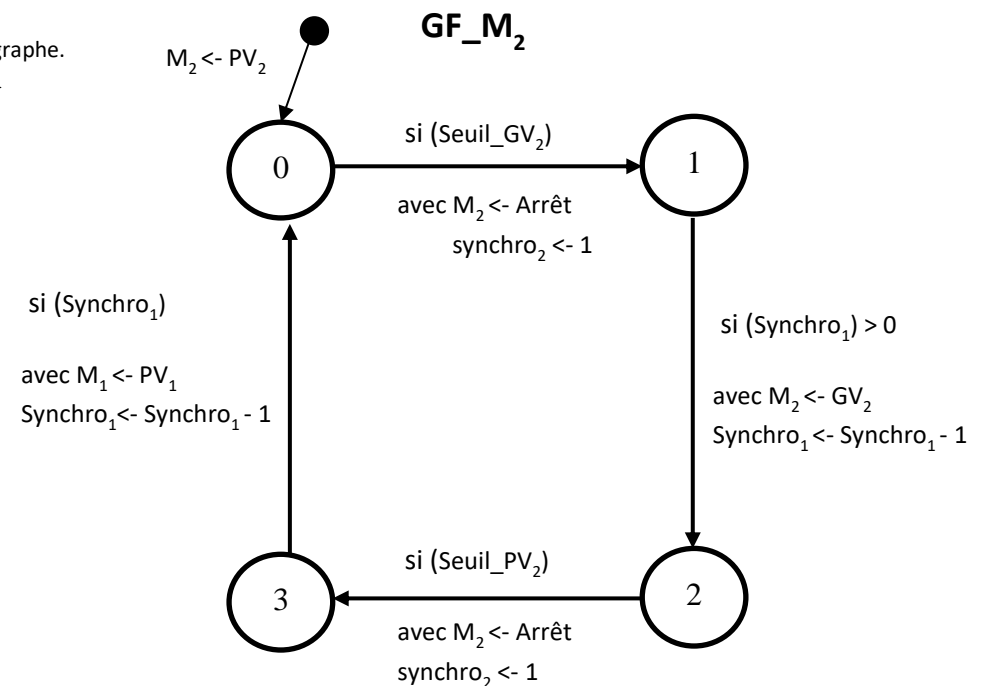 GF_M₂
graphe.
M₂ <- PV₂
si (Seuil_GV₂)
0
1
avec M₂ <- Arrêt
synchro₂ <- 1
si (Synchro₁)
si (Synchro₁) > 0
avec M₁ <- PV₁
Synchro₁ <- Synchro₁ - 1
avec M₂ <- GV₂
Synchro₁ <- Synchro₁ - 1
si (Seuil_PV₂)
3
2
avec M₂ <- Arrêt
synchro₂ <- 1